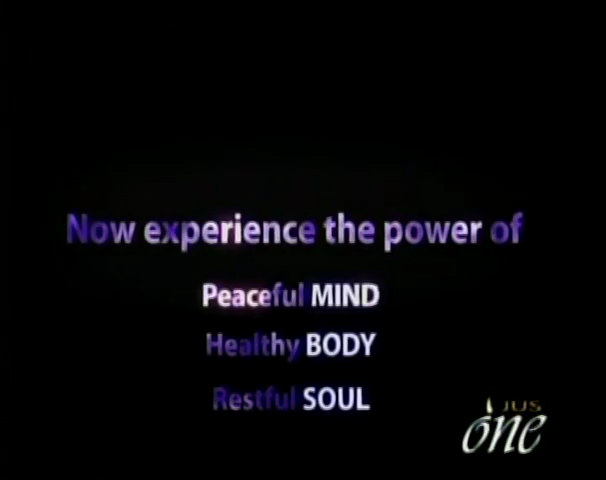 Now experience the power of
Peaceful MIND
Healthy BODY
Restful SOUL
JUS
one